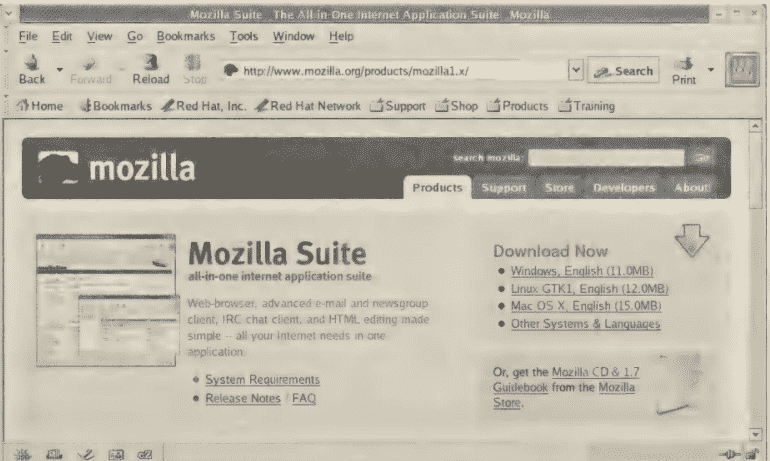 Mozilla Suite - The All-in-One Internet Application Suite - Mozilla
File Edit View Go Bookmarks Tools Window Help
Back Forward Reload Stop http://www.mozilla.org/products/mozilla1.x/ Search Print
Home Bookmarks Red Hat, Inc. Red Hat Network Support Shop Products Training
mozilla
search mozilla: Go
Products Support Store Developers About
Mozilla Suite
all-in-one internet application suite
Web-browser, advanced e-mail and newsgroup
client, IRC chat client, and HTML editing made
simple -- all your Internet needs in one
application.
System Requirements
Release Notes FAQ
Download Now
Windows, English (11.0MB)
Linux GTK1, English (12.0MB)
Mac OS X, English (15.0MB)
Other Systems & Languages
Or, get the Mozilla CD & 1.7
Guidebook from the Mozilla
Store.